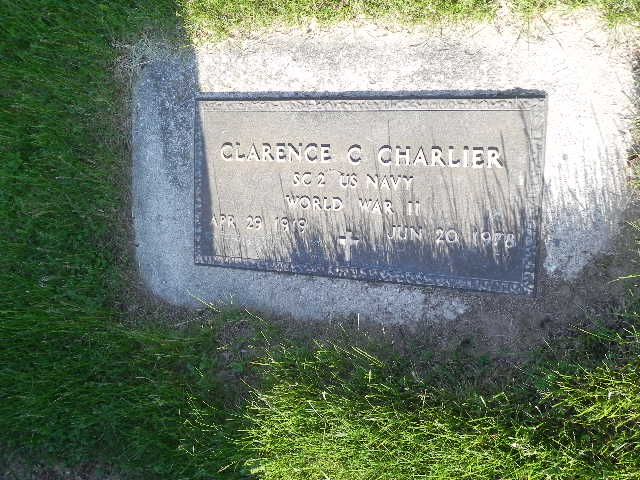 CLARENCE C CHARLIER
SC2 US NAVY
WORLD WAR II
APR 29 1919 JUN 20 1978